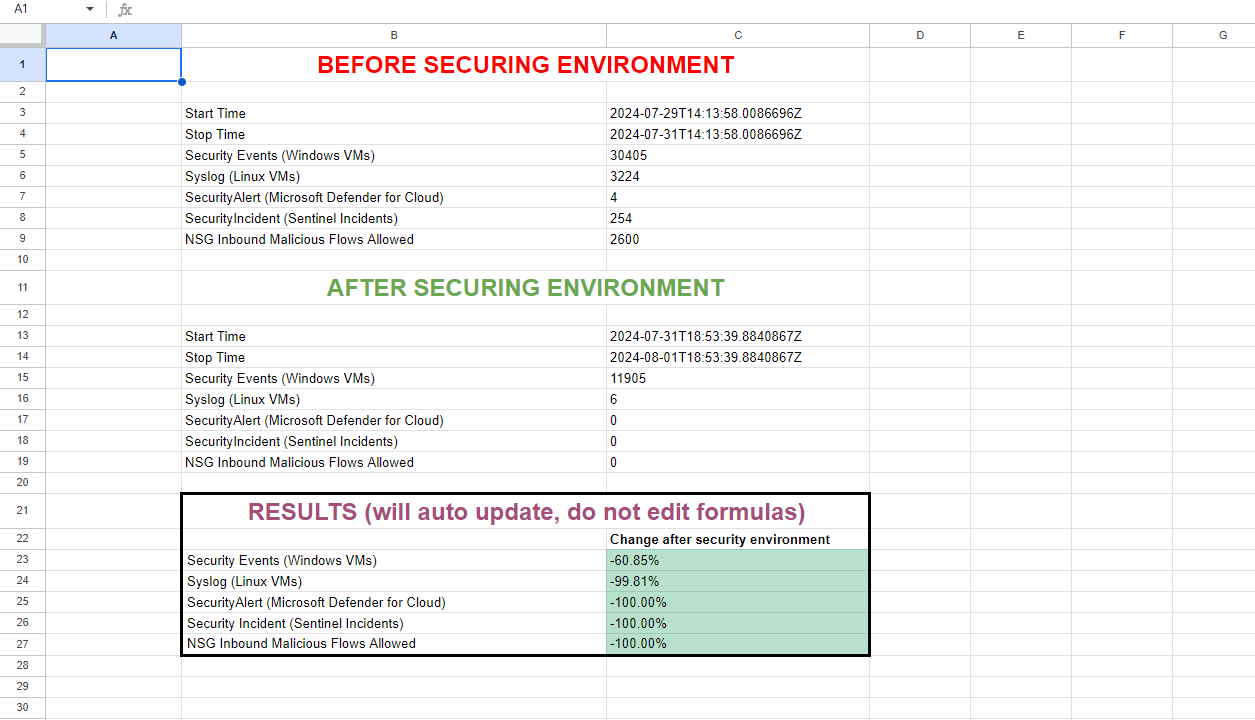 A1 fx
A B C D E F G
1 BEFORE SECURING ENVIRONMENT
2
3 Start Time 2024-07-29T14:13:58.0086696Z
4 Stop Time 2024-07-31T14:13:58.0086696Z
5 Security Events (Windows VMs) 30405
6 Syslog (Linux VMs) 3224
7 SecurityAlert (Microsoft Defender for Cloud) 4
8 SecurityIncident (Sentinel Incidents) 254
9 NSG Inbound Malicious Flows Allowed 2600
10
11 AFTER SECURING ENVIRONMENT
12
13 Start Time 2024-07-31T18:53:39.8840867Z
14 Stop Time 2024-08-01T18:53:39.8840867Z
15 Security Events (Windows VMs) 11905
16 Syslog (Linux VMs) 6
17 SecurityAlert (Microsoft Defender for Cloud) 0
18 SecurityIncident (Sentinel Incidents) 0
19 NSG Inbound Malicious Flows Allowed 0
20
21 RESULTS (will auto update, do not edit formulas)
22 Change after security environment
23 Security Events (Windows VMs) -60.85%
24 Syslog (Linux VMs) -99.81%
25 SecurityAlert (Microsoft Defender for Cloud) -100.00%
26 Security Incident (Sentinel Incidents) -100.00%
27 NSG Inbound Malicious Flows Allowed -100.00%
28
29
30